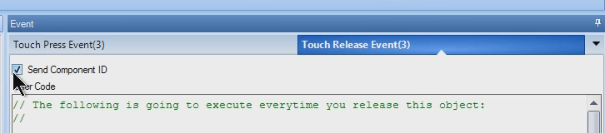 Event
Touch Press Event(3)
Touch Release Event(3)
Send Component ID
Code
// The following is going to execute everytime you release this object:
//